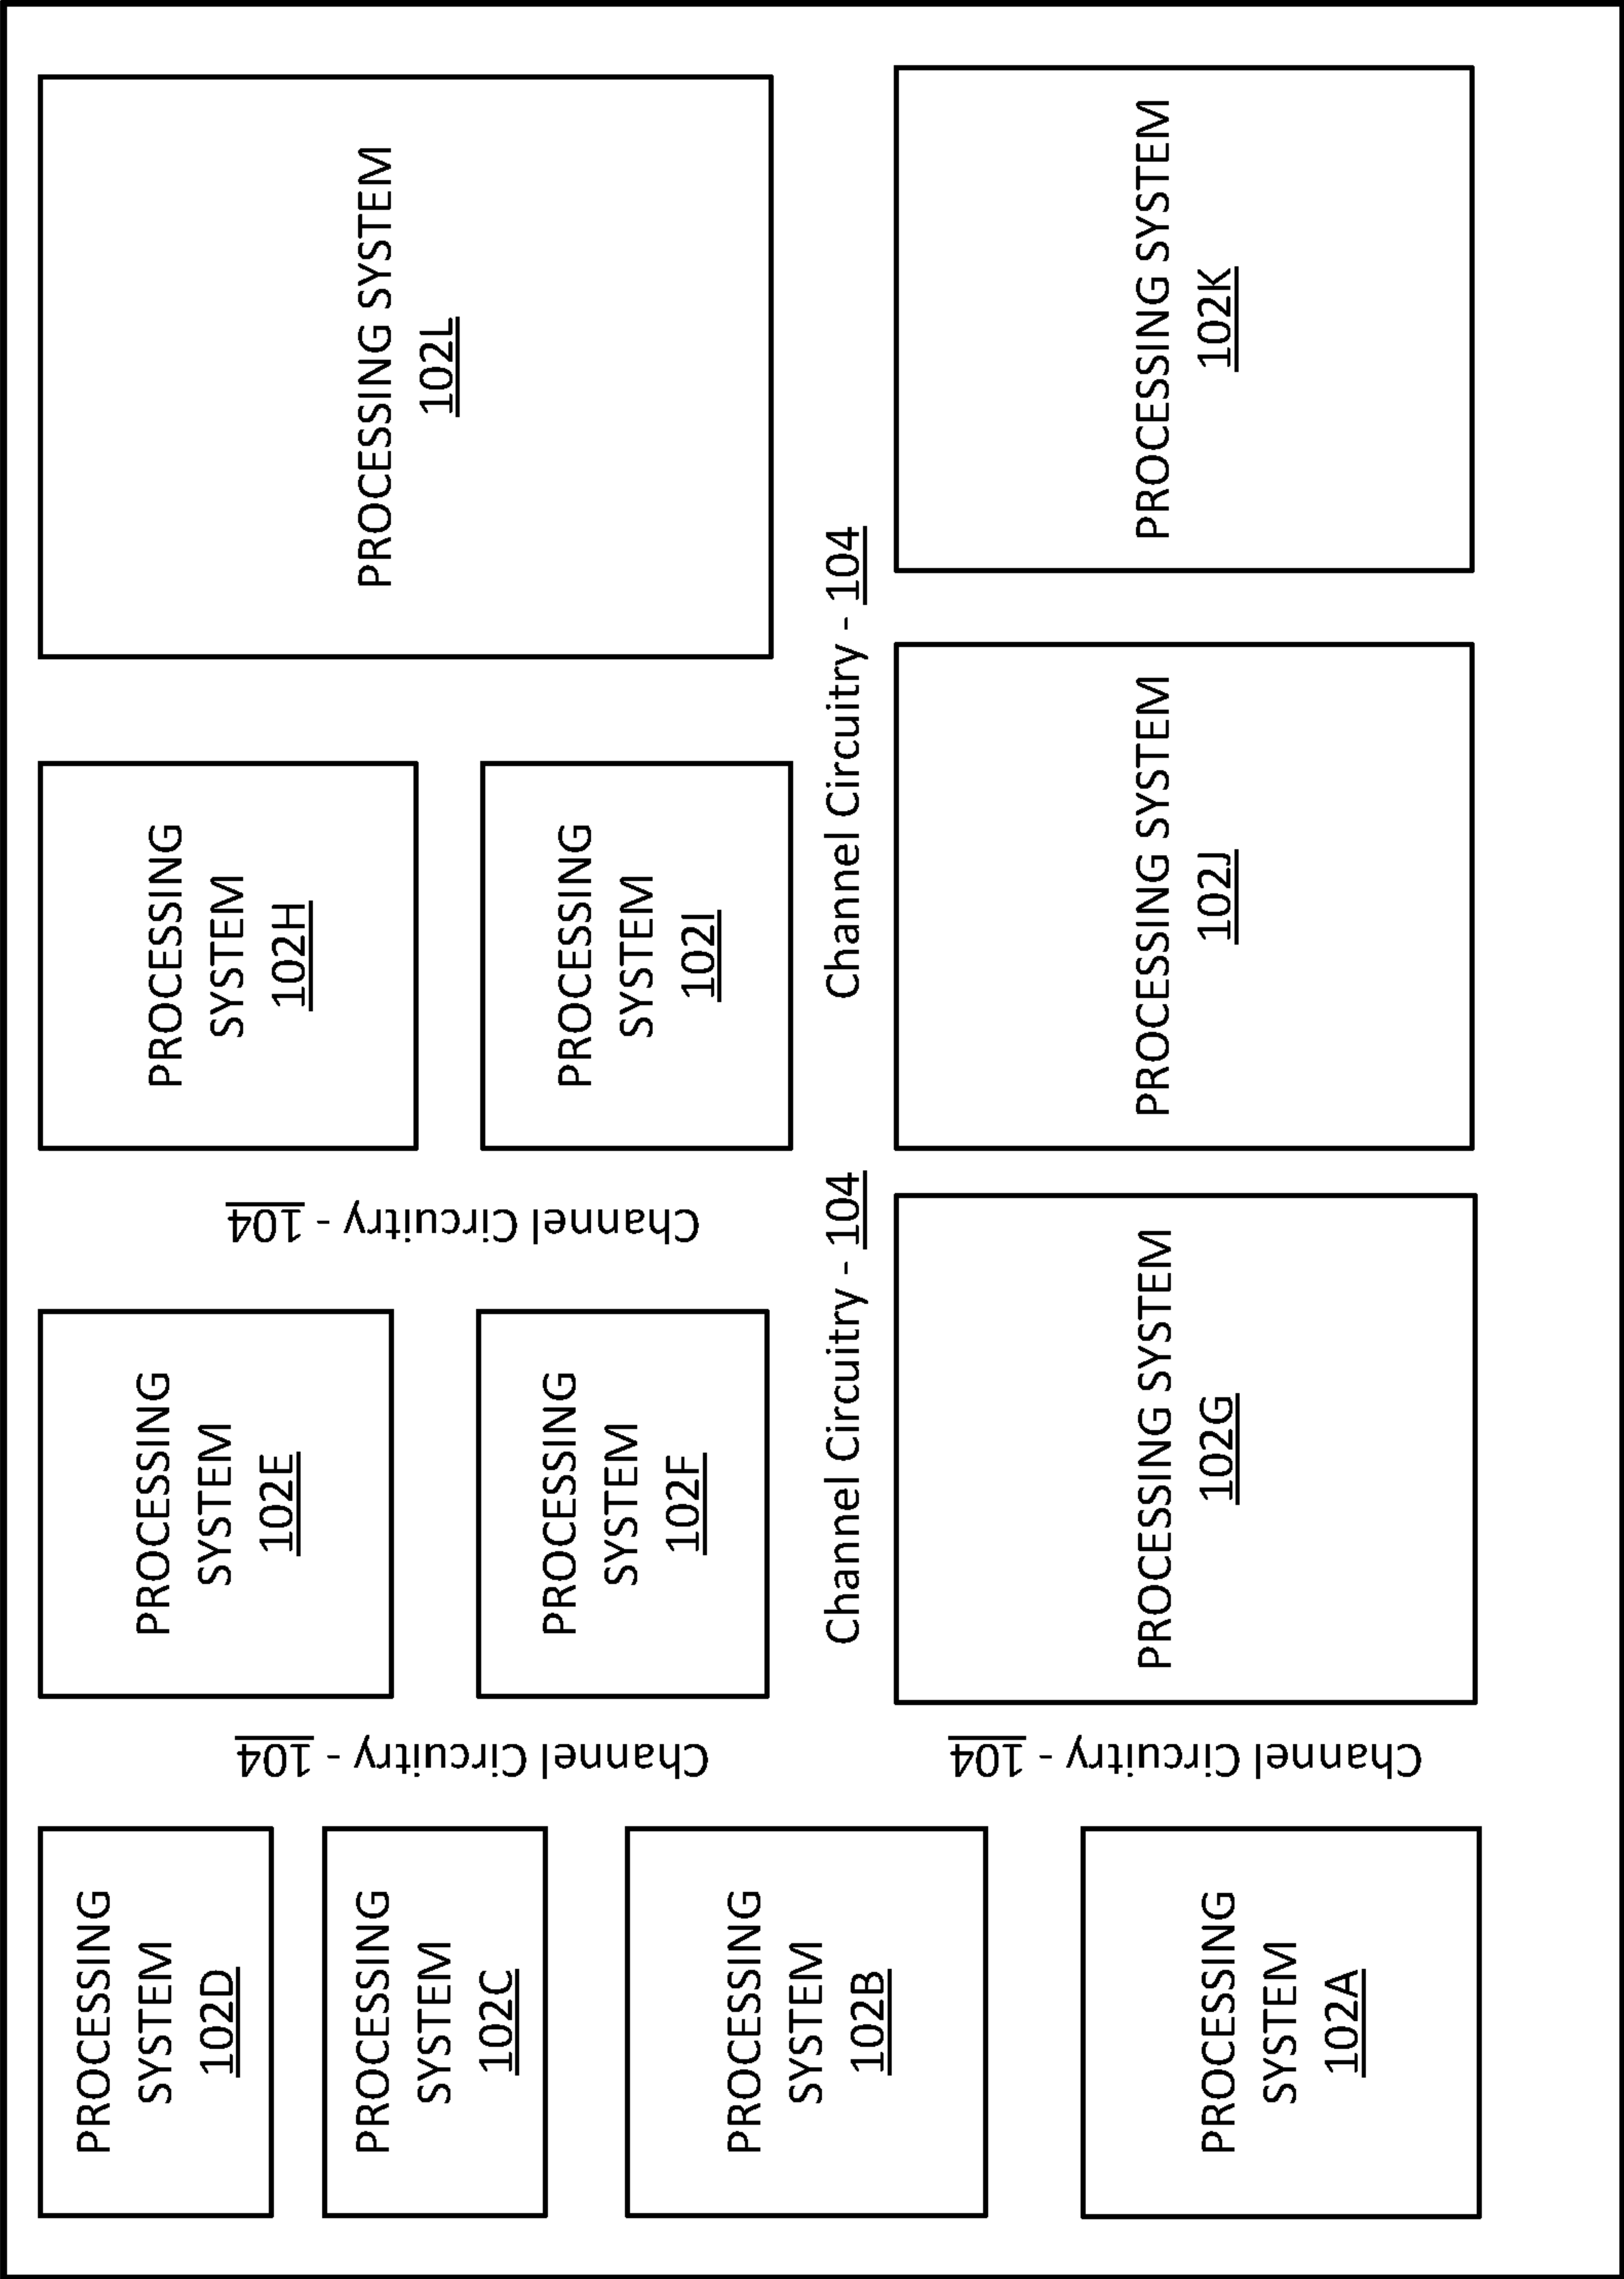 PROCESSING
SYSTEM
102D
PROCESSING
SYSTEM
102C
PROCESSING
SYSTEM
102B
PROCESSING
SYSTEM
102A
Channel Circuitry - 104
Channel Circuitry - 104
PROCESSING
SYSTEM
102E
PROCESSING
SYSTEM
102F
Channel Circuitry - 104
PROCESSING SYSTEM
102G
Channel Circuitry - 104
PROCESSING
SYSTEM
102H
PROCESSING
SYSTEM
102I
Channel Circuitry - 104
PROCESSING SYSTEM
102J
PROCESSING SYSTEM
102L
PROCESSING SYSTEM
102K